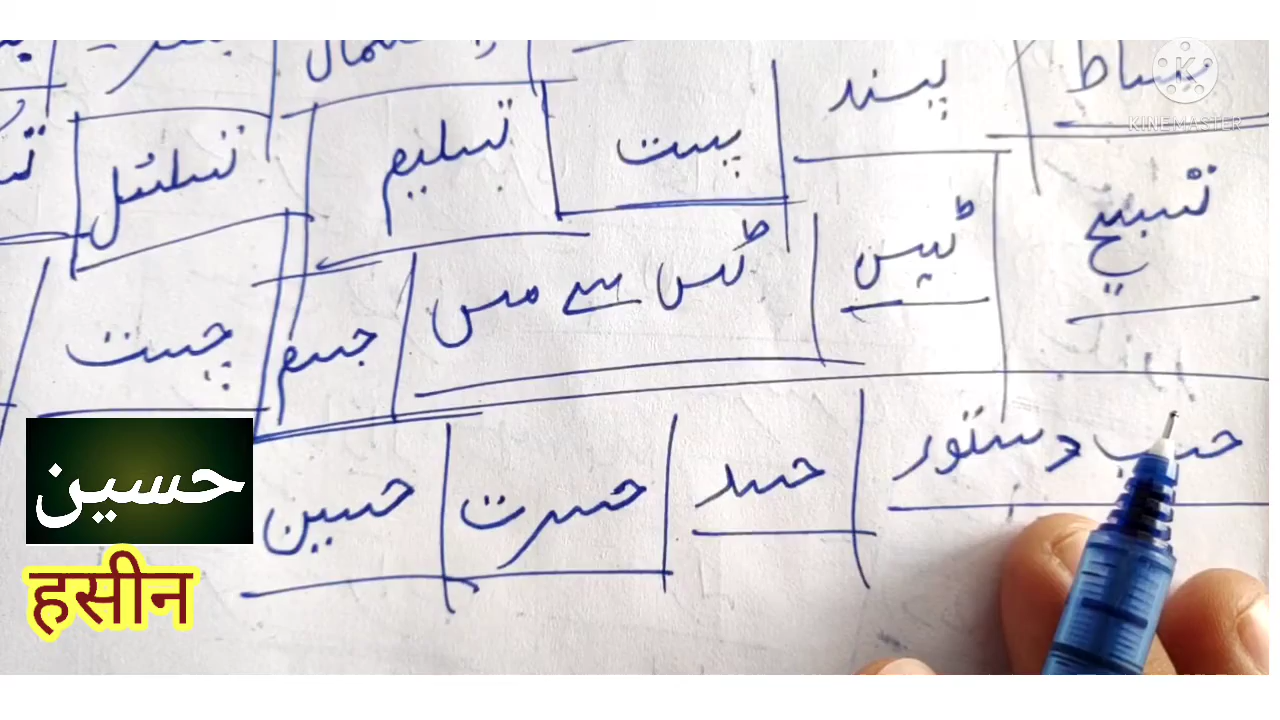 بساط
KINEMASTER
پسند
پست
تسلیم
تسلسل
تسبیح
ٹیس
ٹس سے مس
جسم
چست
حسب دستور
حسد
حسرت
حسین
حسین
हसीन